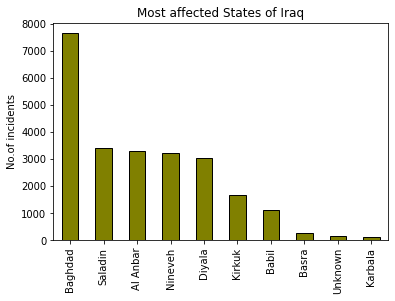 Most affected States of Iraq
No.of incidents
8000
7000
6000
5000
4000
3000
2000
1000
0
Baghdad
Saladin
Al Anbar
Nineveh
Diyala
Kirkuk
Babil
Basra
Unknown
Karbala